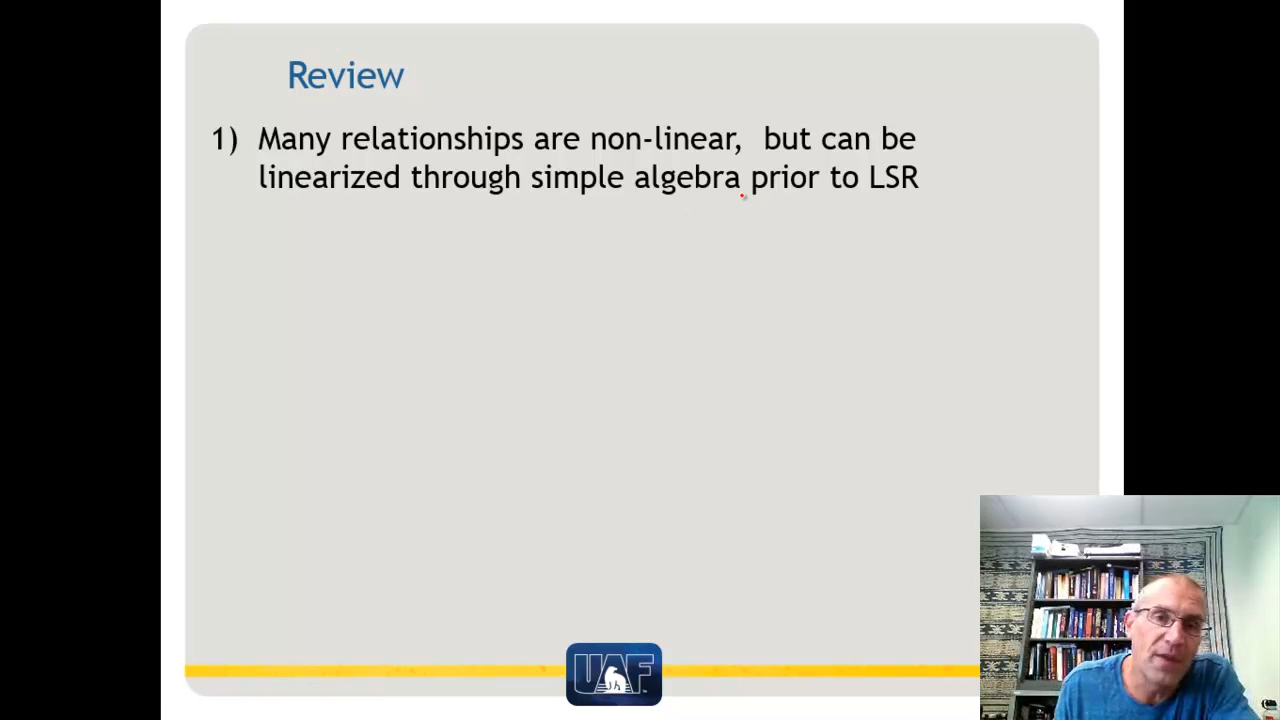 Review
1) Many relationships are non-linear, but can be
linearized through simple algebra prior to LSR
UAF